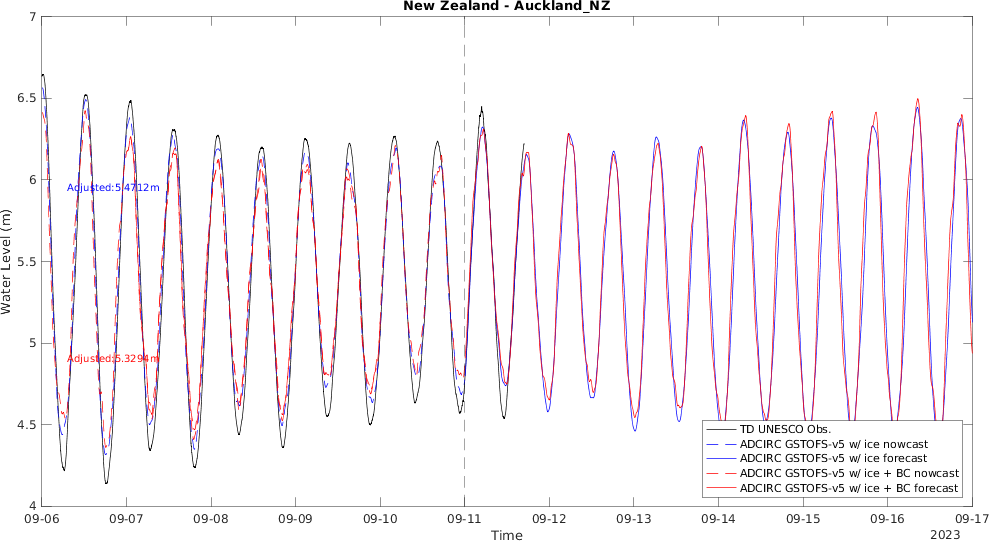 New Zealand - Auckland_NZ
7
6.5
6
5.5
5
4.5
4
Water Level (m)
Adjusted:5.4712m
Adjusted:5.3294m
TD UNESCO Obs.
ADCIRC GSTOFS-v5 w/ ice nowcast
ADCIRC GSTOFS-v5 w/ ice forecast
ADCIRC GSTOFS-v5 w/ ice + BC nowcast
ADCIRC GSTOFS-v5 w/ ice + BC forecast
09-06 09-07 09-08 09-09 09-10 09-11 09-12 09-13 09-14 09-15 09-16 09-17
Time
2023